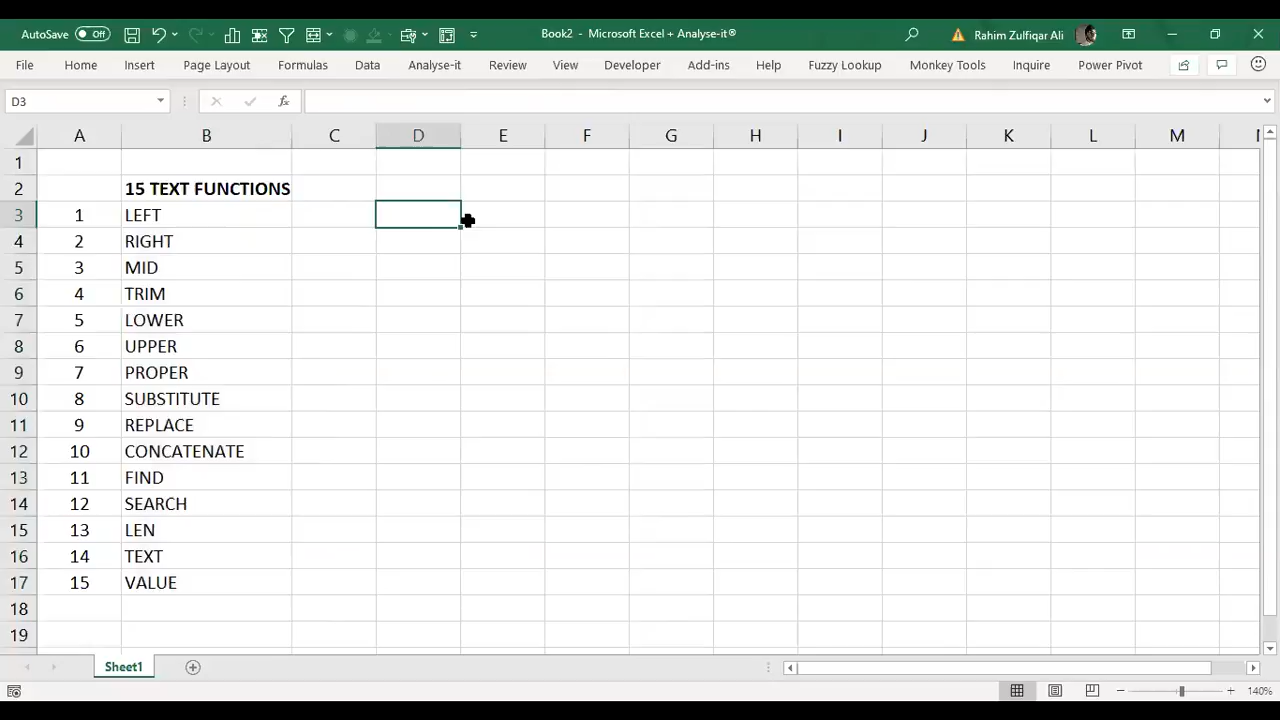 AutoSave Off Book2 - Microsoft Excel + Analyse-it® Rahim Zulfiqar Ali
File Home Insert Page Layout Formulas Data Analyse-it Review View Developer Add-ins Help Fuzzy Lookup Monkey Tools Inquire Power Pivot
D3 fx
A B C D E F G H I J K L M
1
2 15 TEXT FUNCTIONS
3 1 LEFT
4 2 RIGHT
5 3 MID
6 4 TRIM
7 5 LOWER
8 6 UPPER
9 7 PROPER
10 8 SUBSTITUTE
11 9 REPLACE
12 10 CONCATENATE
13 11 FIND
14 12 SEARCH
15 13 LEN
16 14 TEXT
17 15 VALUE
18
19
Sheet1
140%